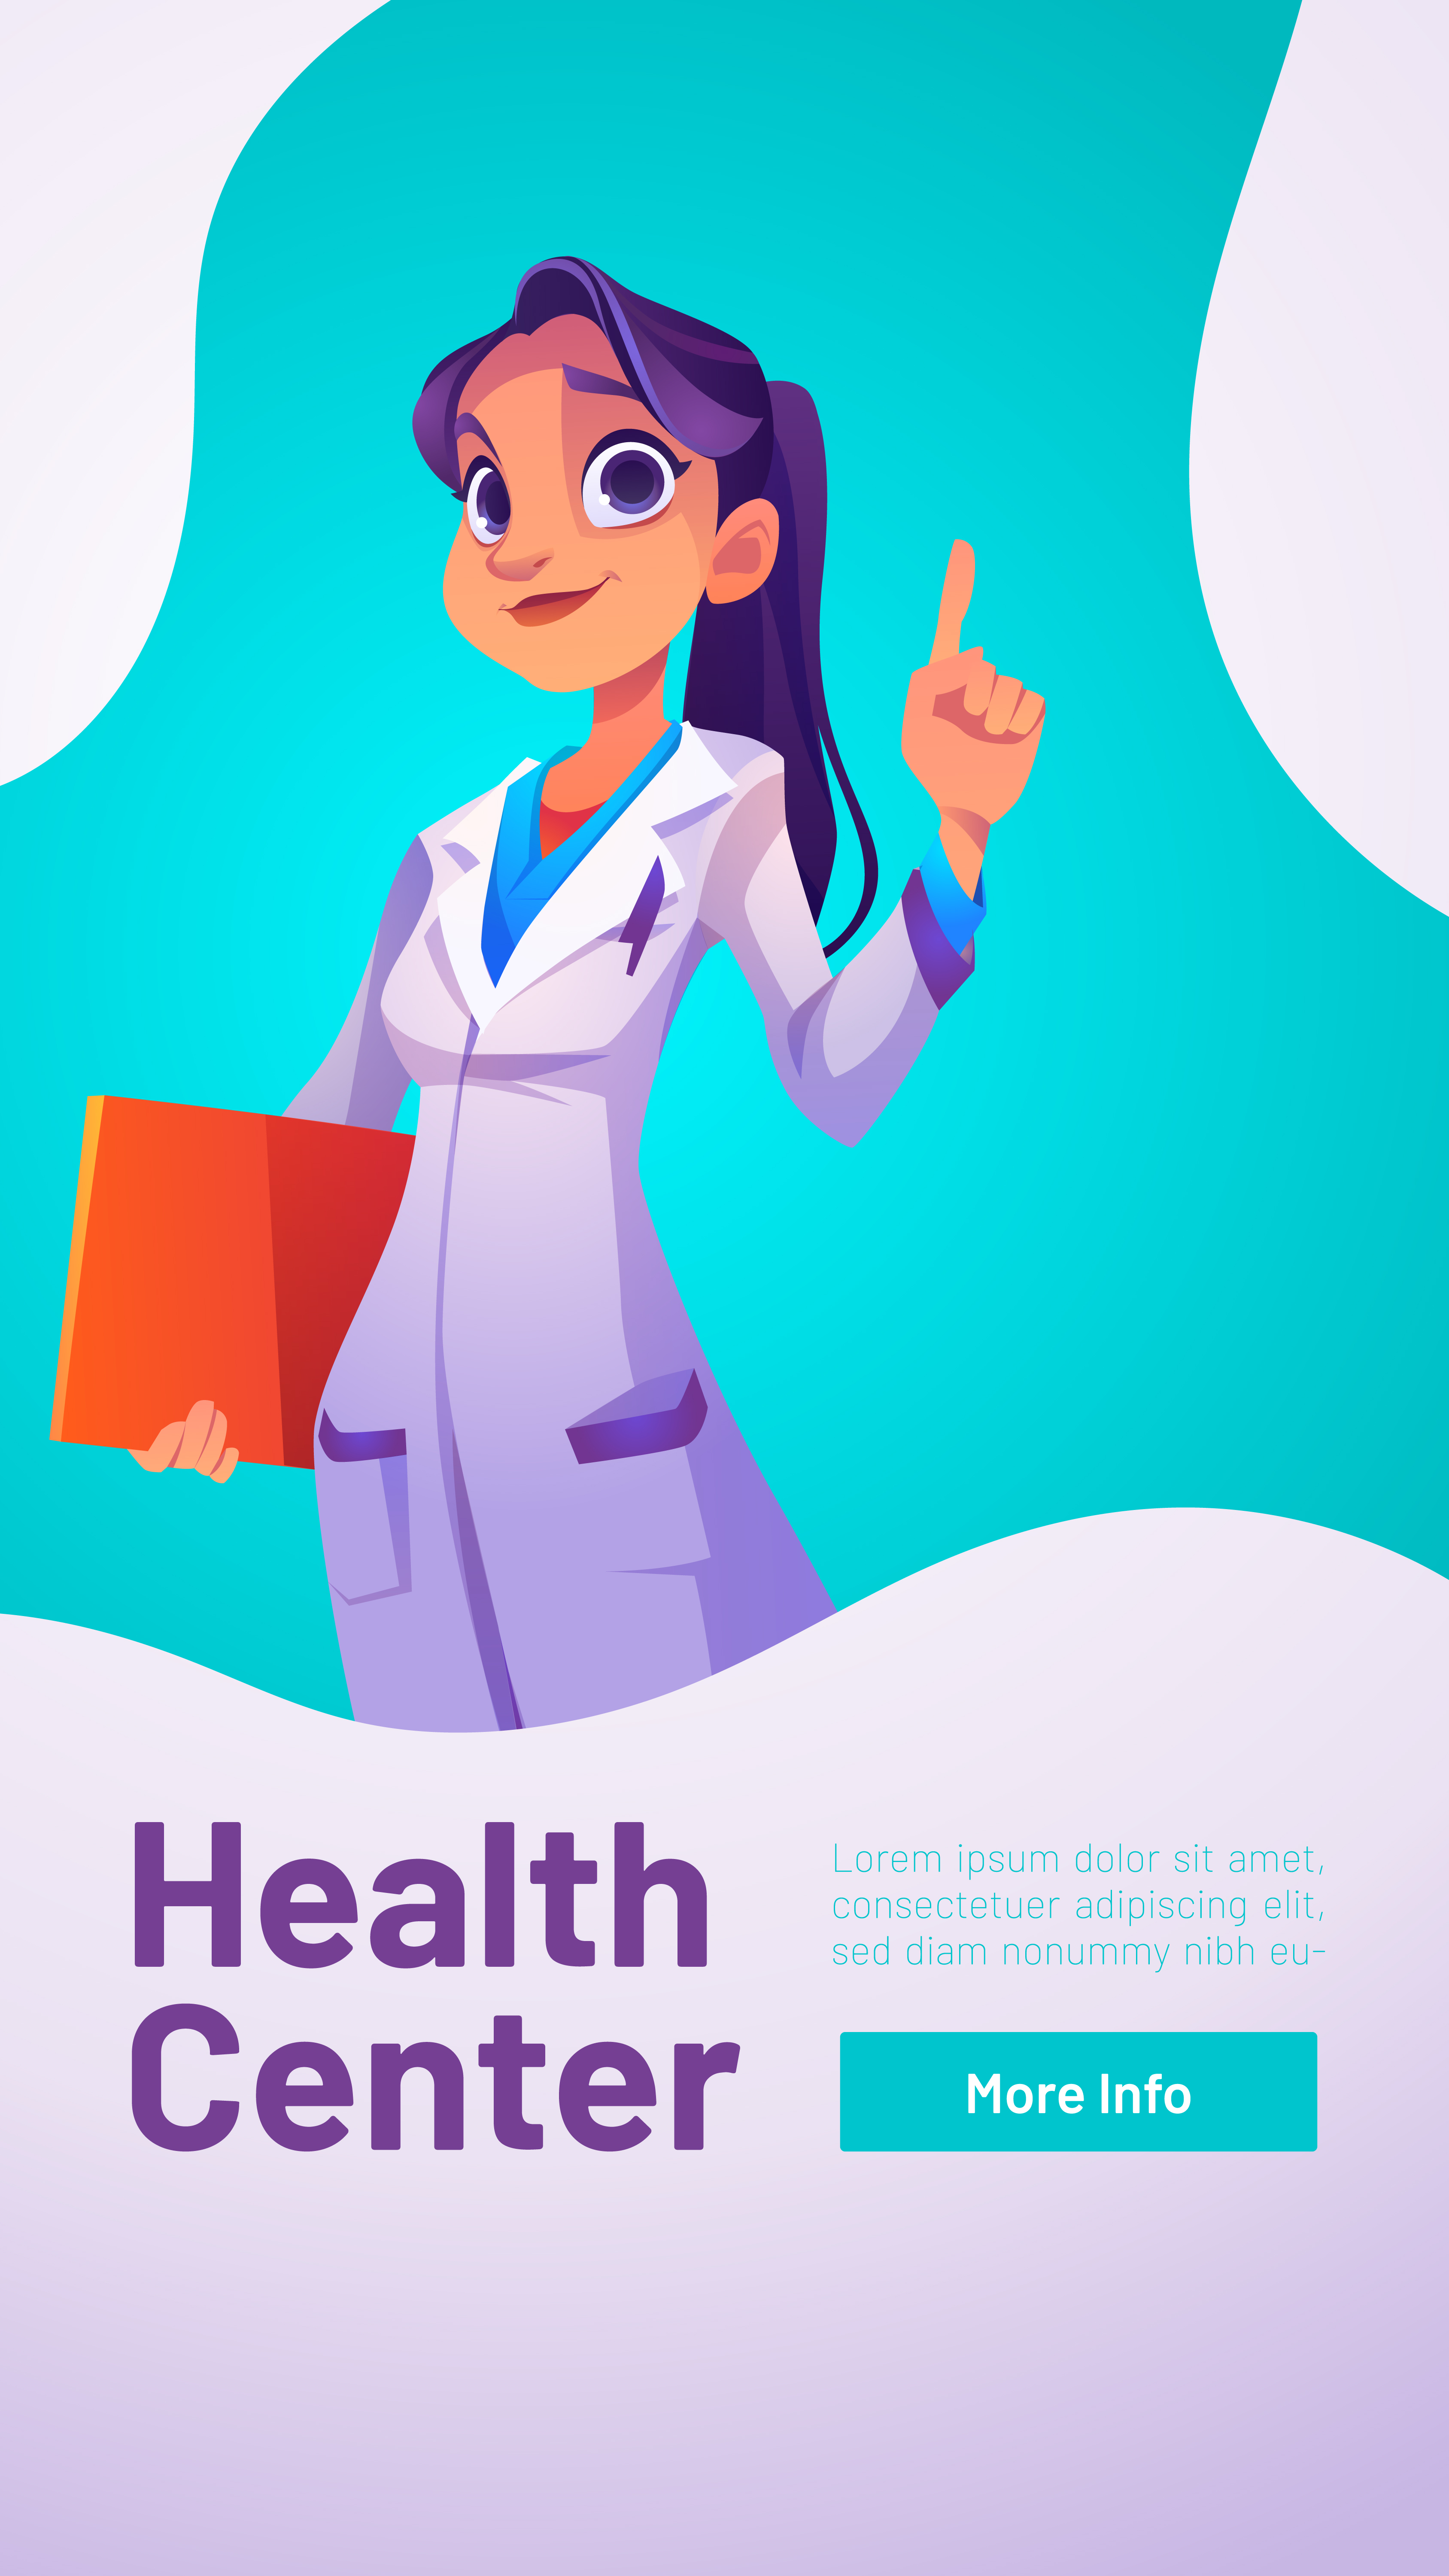 Health
Center
Lorem ipsum dolor sit amet,
consectetuer adipiscing elit,
sed diam nonummy nibh eu-
More Info